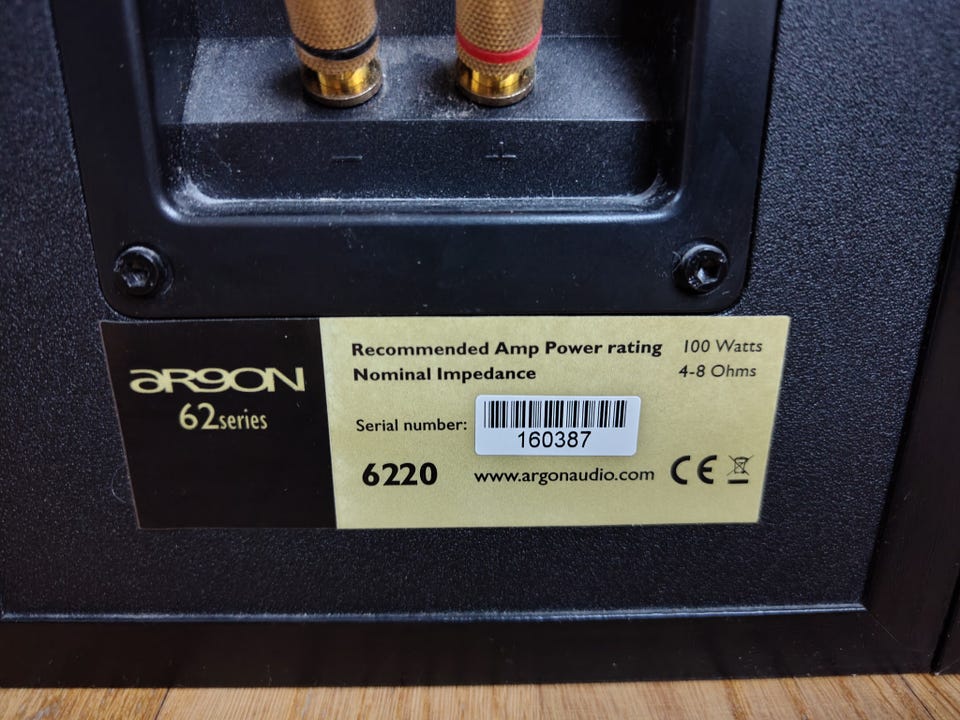 − +
Recommended Amp Power rating 100 Watts
Nominal Impedance 4-8 Ohms
aRgON
62series
Serial number: 160387
6220 www.argonaudio.com CE